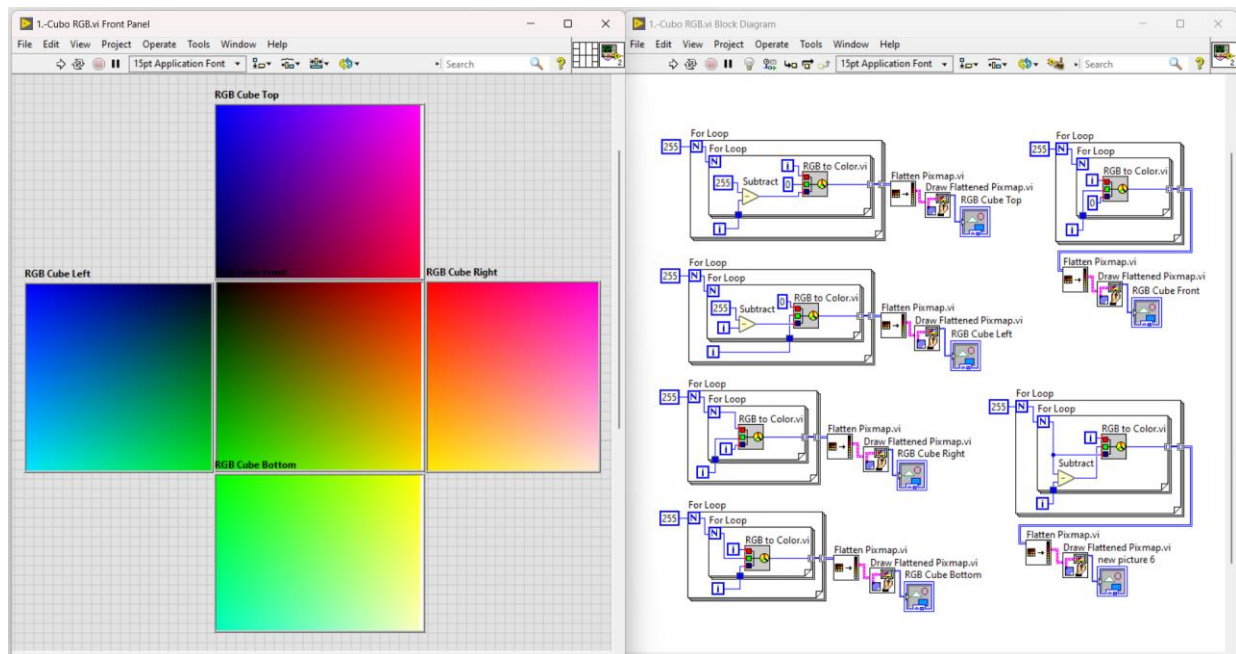 1.-Cubo RGB.vi Front Panel
File Edit View Project Operate Tools Window Help
15pt Application Font
Search
2
RGB Cube Top
RGB Cube Left
RGB Cube Front
RGB Cube Right
RGB Cube Bottom
1.-Cubo RGB.vi Block Diagram
File Edit View Project Operate Tools Window Help
15pt Application Font
Search
2
For Loop
255 N
For Loop
N
i
RGB to Color.vi
255
Subtract
0
i
Flatten Pixmap.vi
Draw Flattened Pixmap.vi
RGB Cube Top
For Loop
255 N
For Loop
N
RGB to Color.vi
i
0
i
Flatten Pixmap.vi
Draw Flattened Pixmap.vi
RGB Cube Front
For Loop
255 N
For Loop
N
0
RGB to Color.vi
255
Subtract
i
i
Flatten Pixmap.vi
Draw Flattened Pixmap.vi
RGB Cube Left
For Loop
255 N
For Loop
N
RGB to Color.vi
i
i
Flatten Pixmap.vi
Draw Flattened Pixmap.vi
RGB Cube Right
For Loop
255 N
For Loop
N
RGB to Color.vi
i
Subtract
i
Flatten Pixmap.vi
Draw Flattened Pixmap.vi
new picture 6
For Loop
255 N
For Loop
N
RGB to Color.vi
i
i
Flatten Pixmap.vi
Draw Flattened Pixmap.vi
RGB Cube Bottom